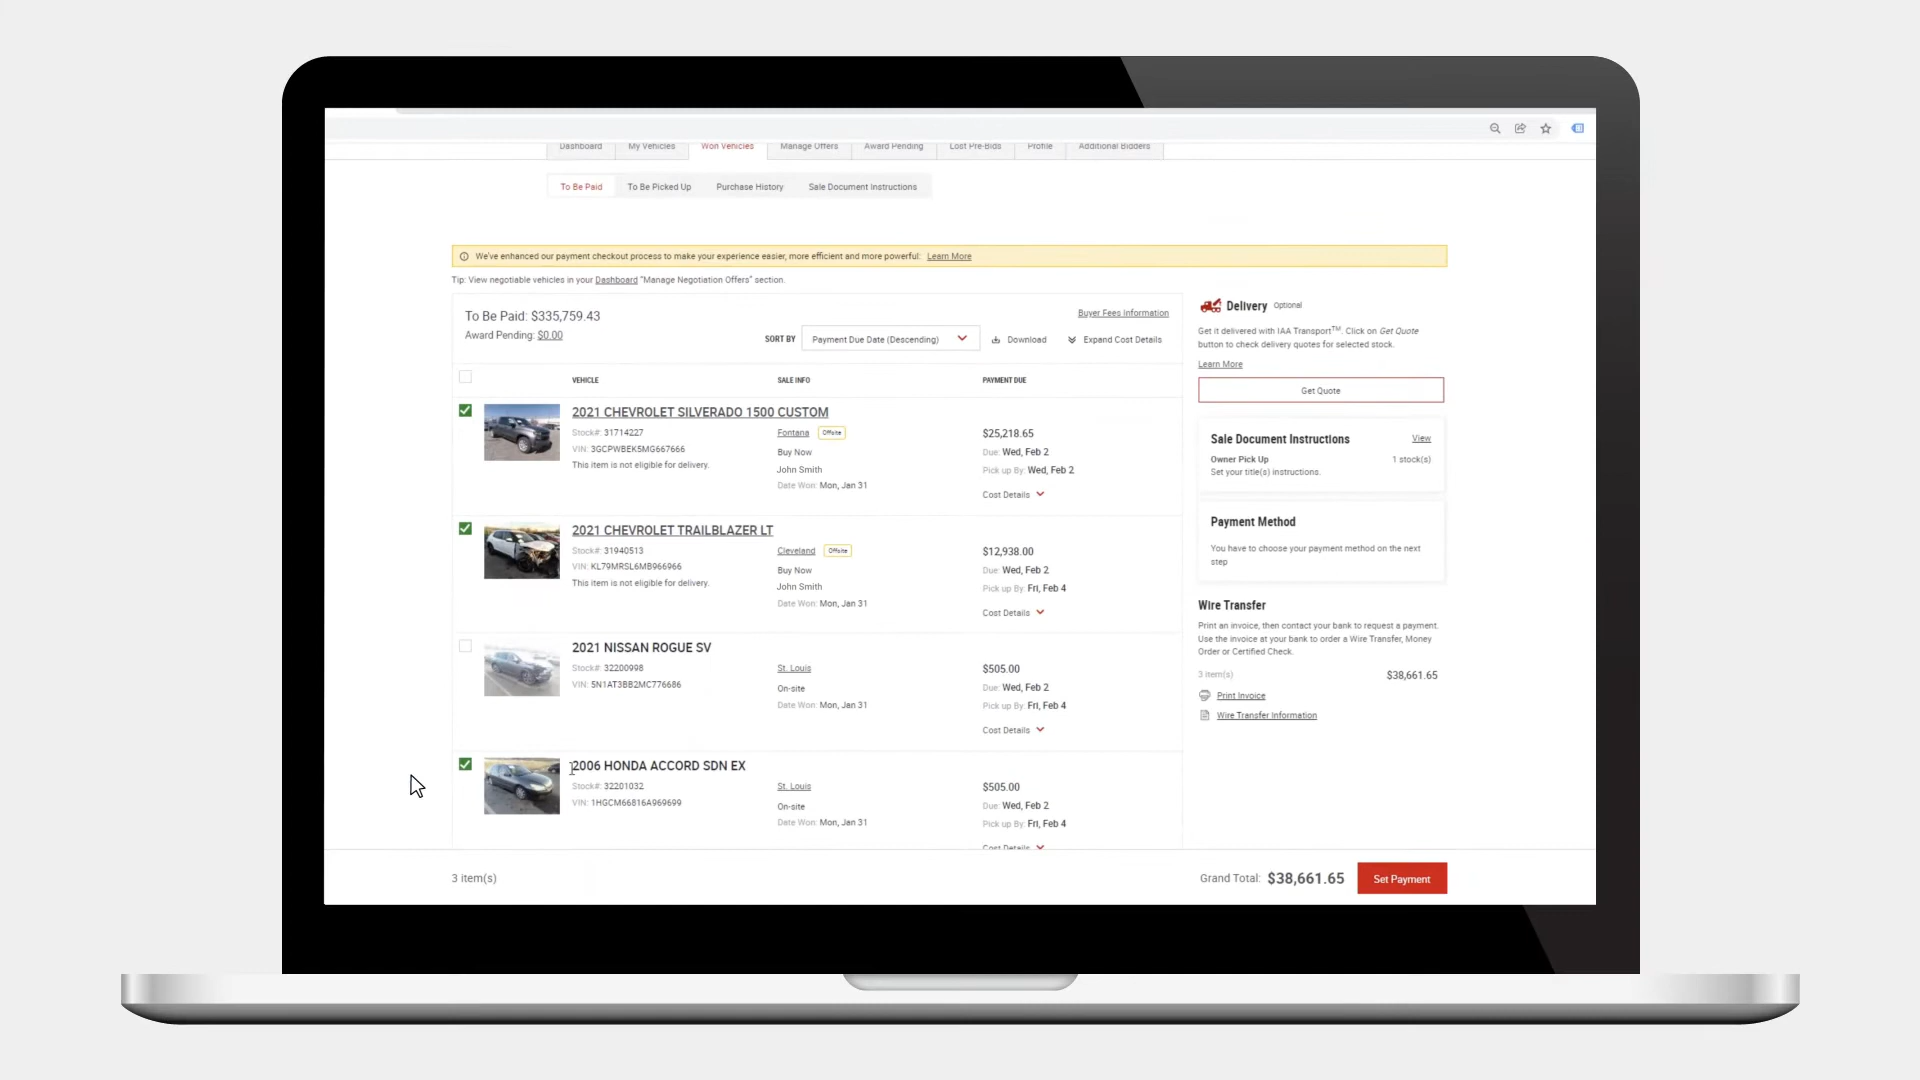 Dashboard
My Vehicles
Won Vehicles
Manage Offers
Award Pending
Lost Pre-Bids
Profile
Additional Bidders
To Be Paid
To Be Picked Up
Purchase History
Sale Document Instructions
We've enhanced our payment checkout process to make your experience easier, more efficient and more powerful: Learn More
Tip: View negotiable vehicles in your Dashboard "Manage Negotiation Offers" section.
To Be Paid: $335,759.43
Award Pending: $0.00
Buyer Fees Information
SORT BY
Payment Due Date (Descending)
Download
Expand Cost Details
VEHICLE
SALE INFO
PAYMENT DUE
2021 CHEVROLET SILVERADO 1500 CUSTOM
Stock#: 31714227
VIN: 3GCPWBEK5MG667666
This item is not eligible for delivery.
Fontana Offsite
Buy Now
John Smith
Date Won: Mon, Jan 31
$25,218.65
Due: Wed, Feb 2
Pick up By: Wed, Feb 2
Cost Details
2021 CHEVROLET TRAILBLAZER LT
Stock#: 31940513
VIN: KL79MRSL6MB966966
This item is not eligible for delivery.
Cleveland Offsite
Buy Now
John Smith
Date Won: Mon, Jan 31
$12,938.00
Due: Wed, Feb 2
Pick up By: Fri, Feb 4
Cost Details
2021 NISSAN ROGUE SV
Stock#: 32200998
VIN: 5N1AT3BB2MC776686
St. Louis
On-site
Date Won: Mon, Jan 31
$505.00
Due: Wed, Feb 2
Pick up By: Fri, Feb 4
Cost Details
2006 HONDA ACCORD SDN EX
Stock#: 32201032
VIN: 1HGCM66816A969699
St. Louis
On-site
Date Won: Mon, Jan 31
$505.00
Due: Wed, Feb 2
Pick up By: Fri, Feb 4
Cost Details
Delivery Optional
Get it delivered with IAA Transport™. Click on Get Quote
button to check delivery quotes for selected stock.
Learn More
Get Quote
Sale Document Instructions
View
Owner Pick Up
1 stock(s)
Set your title(s) instructions.
Payment Method
You have to choose your payment method on the next
step
Wire Transfer
Print an invoice, then contact your bank to request a payment.
Use the invoice at your bank to order a Wire Transfer, Money
Order or Certified Check.
3 item(s)
$38,661.65
Print Invoice
Wire Transfer Information
3 item(s)
Grand Total: $38,661.65
Set Payment